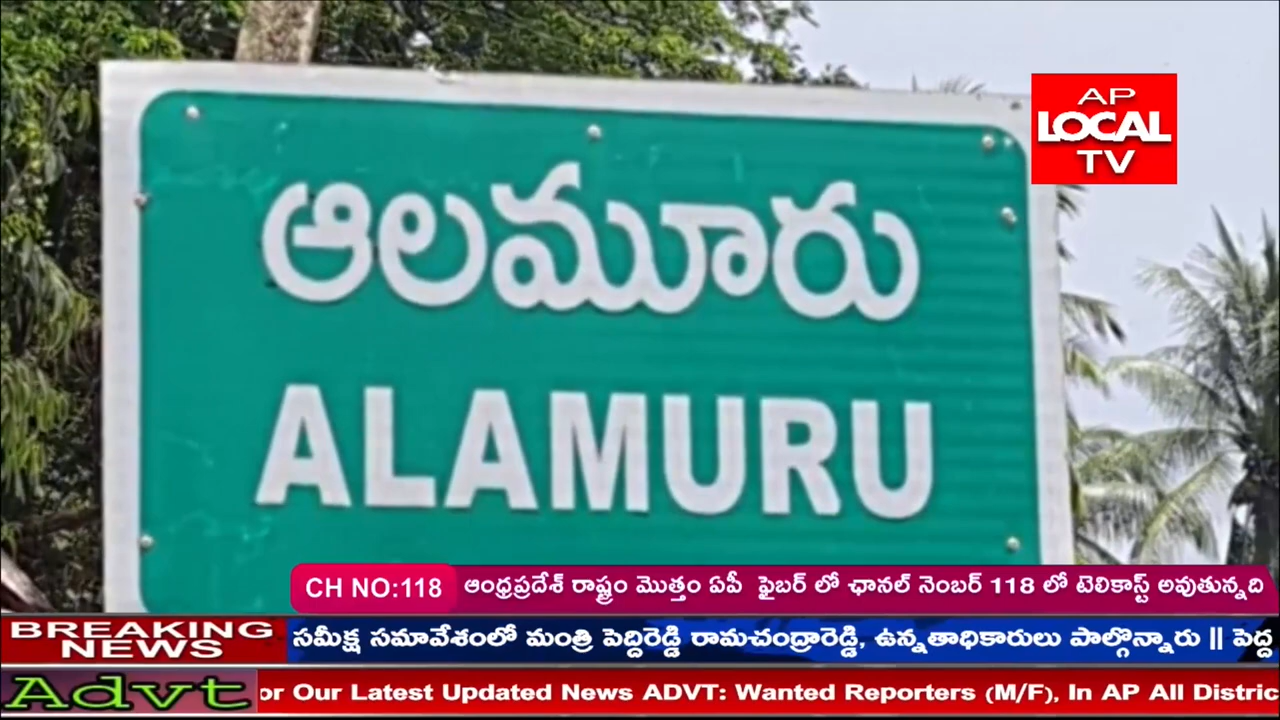 AP
LOCAL
TV
ఆలమూరు
ALAMURU
CH NO:118 ఆంధ్రప్రదేశ్ రాష్ట్రం మొత్తం ఏపీ ఫైబర్ లో ఛానల్ నెంబర్ 118 లో టెలికాస్ట్ అవుతున్నది
BREAKING
NEWS
సమీక్ష సమావేశంలో మంత్రి పెద్దిరెడ్డి రామచంద్రారెడ్డి, ఉన్నతాధికారులు పాల్గొన్నారు || పెద్ద
Advt or Our Latest Updated News ADVT: Wanted Reporters (M/F), In AP All Distric